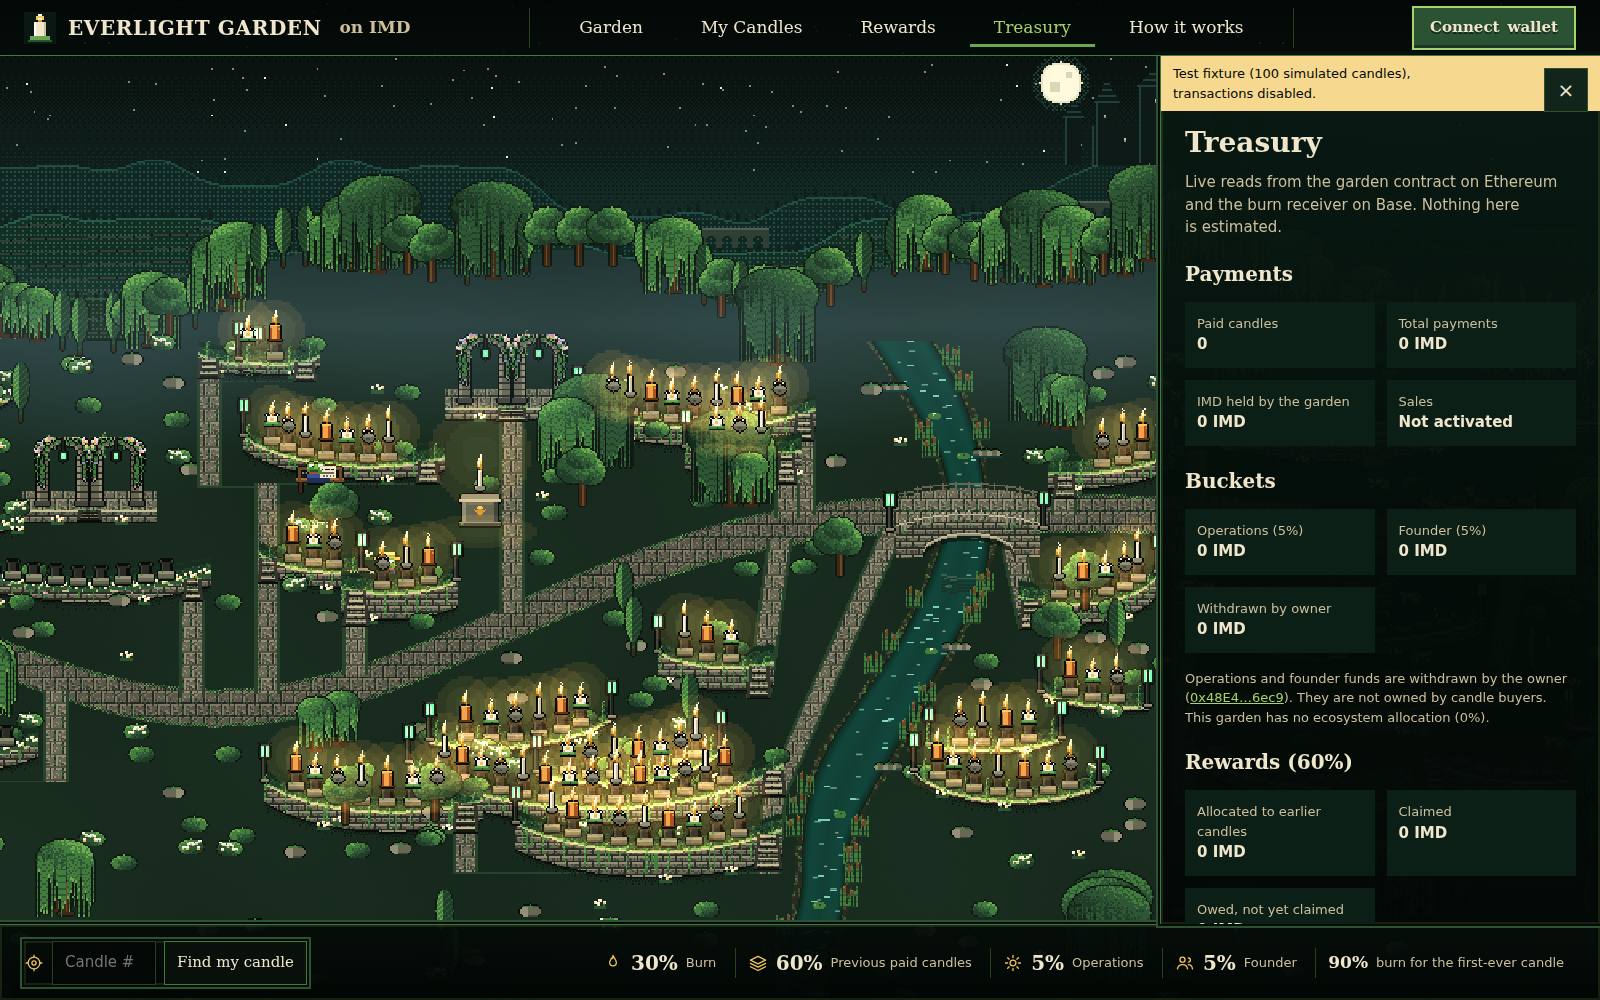 EVERLIGHT GARDEN on IMD
Garden
My Candles
Rewards
Treasury
How it works
Connect wallet
Test fixture (100 simulated candles),
transactions disabled.
Treasury
Live reads from the garden contract on Ethereum
and the burn receiver on Base. Nothing here
is estimated.
Payments
Paid candles
0
Total payments
0 IMD
IMD held by the garden
0 IMD
Sales
Not activated
Buckets
Operations (5%)
0 IMD
Founder (5%)
0 IMD
Withdrawn by owner
0 IMD
Operations and founder funds are withdrawn by the owner
(0x48E4…6ec9). They are not owned by candle buyers.
This garden has no ecosystem allocation (0%).
Rewards (60%)
Allocated to earlier
candles
0 IMD
Claimed
0 IMD
Owed, not yet claimed
Candle #
Find my candle
30% Burn
60% Previous paid candles
5% Operations
5% Founder
90% burn for the first-ever candle